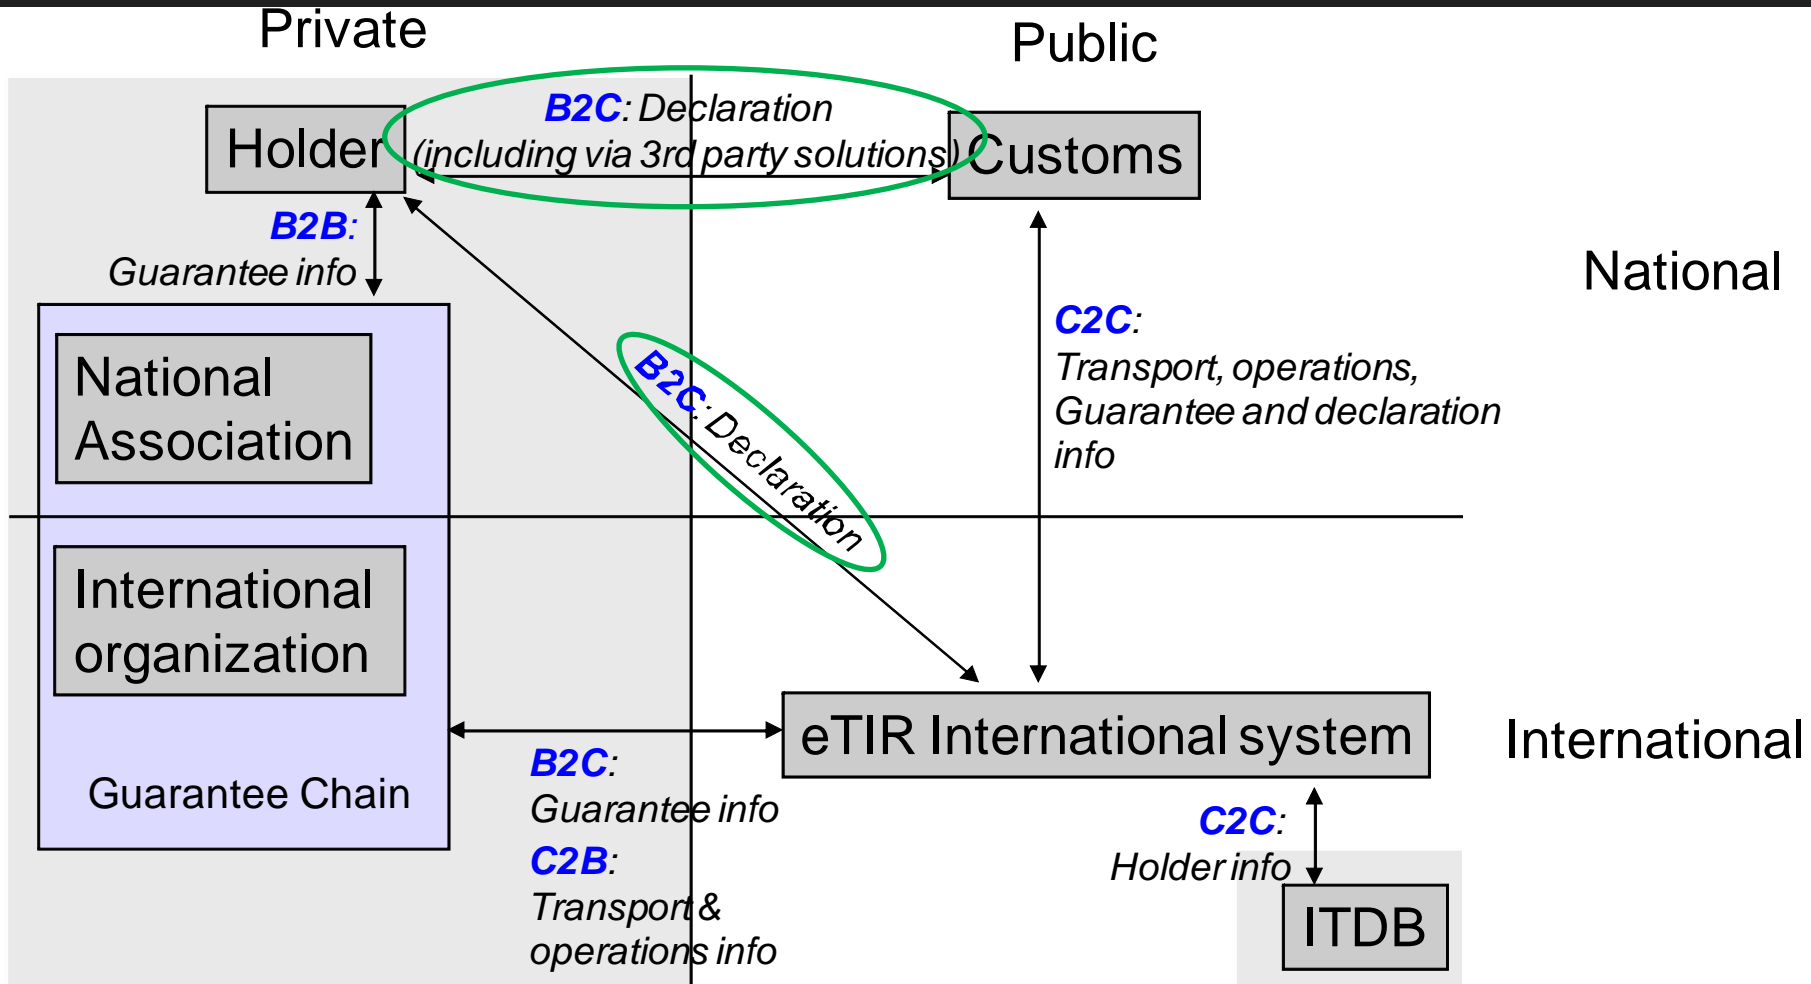 Private
Public
B2C: Declaration
(including via 3rd party solutions)
Holder
Customs
B2B:
Guarantee info
National
C2C:
Transport, operations,
Guarantee and declaration
info
B2C: Declaration
National
Association
International
organization
Guarantee Chain
eTIR International system
International
B2C:
Guarantee info
C2B:
Transport &
operations info
C2C:
Holder info
ITDB